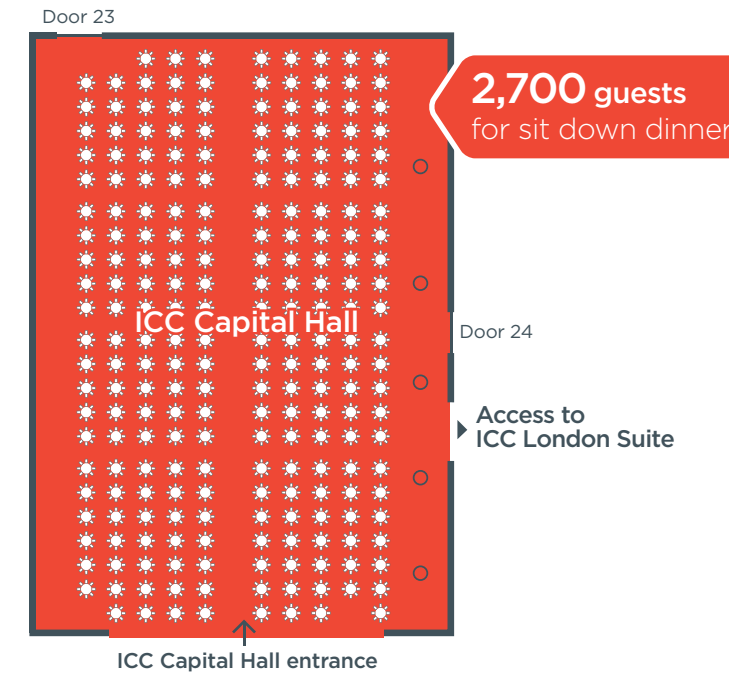 Door 23
2,700 guests
for sit down dinner
ICC Capital Hall
Door 24
Access to
ICC London Suite
ICC Capital Hall entrance